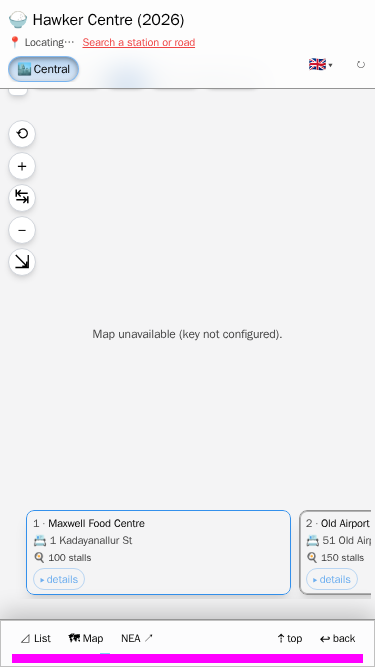 🍚 Hawker Centre (2026)
📍 Locating··· Search a station or road
🏙️ Central
🇬🇧 ▾ ↻
⟲
+
↹
−
⇲
Map unavailable (key not configured).
1 · Maxwell Food Centre
📇 1 Kadayanallur St
🍳 100 stalls
▸ details
2 · Old Airport
📇 51 Old Air
🍳 150 stalls
▸ details
⊿ List 🗺 Map NEA ↗ ↑ top ↩ back